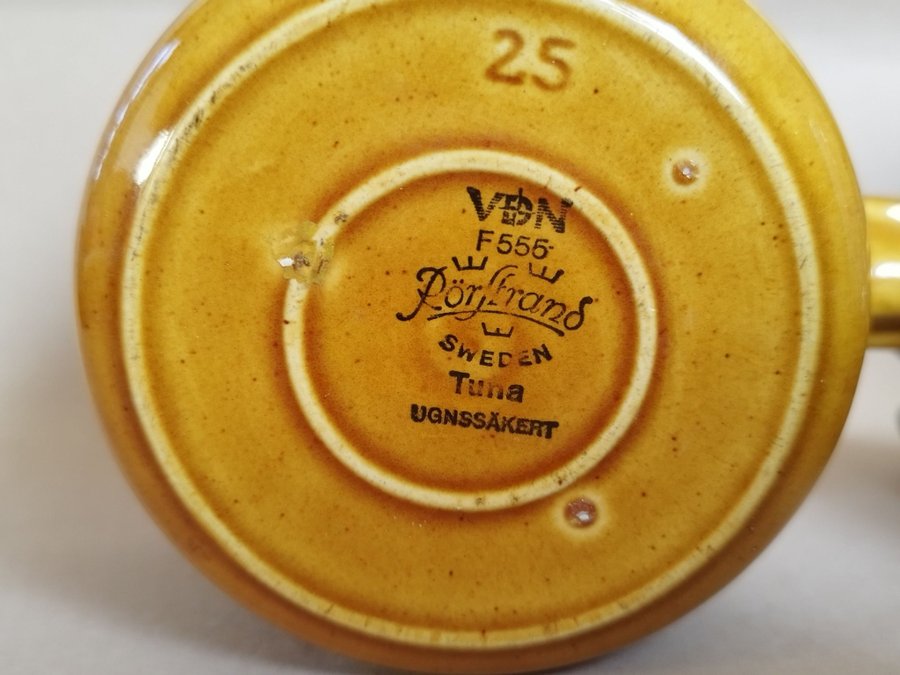 25
VDN
F555
Rörstrand
SWEDEN
Tuna
UGNSSÄKERT